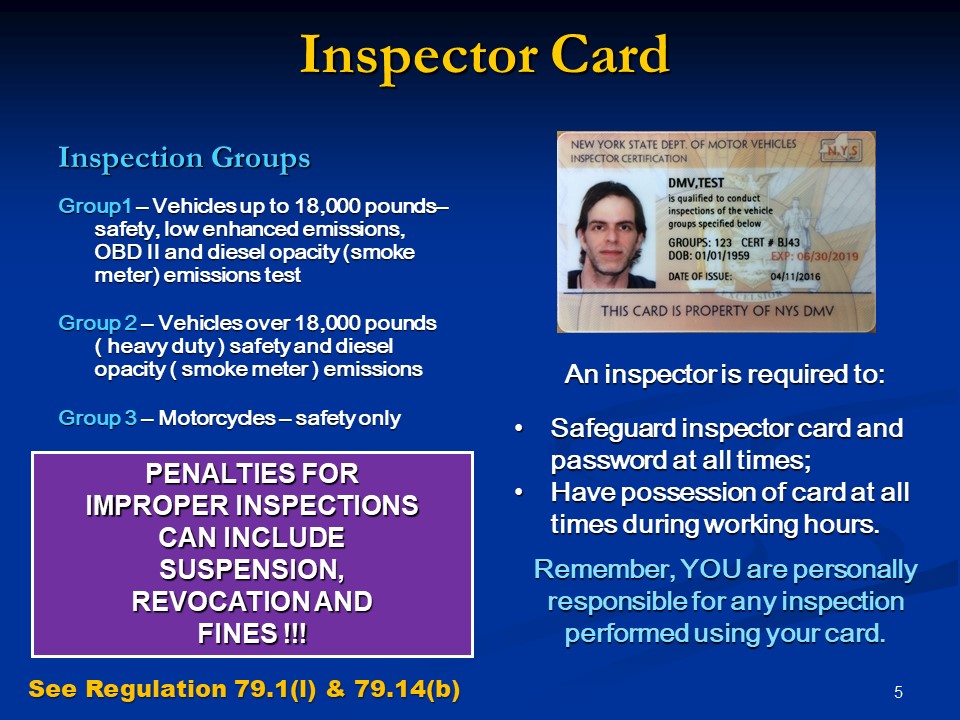 Inspector Card
Inspection Groups
Group1 – Vehicles up to 18,000 pounds–
safety, low enhanced emissions,
OBD II and diesel opacity (smoke
meter) emissions test
Group 2 – Vehicles over 18,000 pounds
( heavy duty ) safety and diesel
opacity ( smoke meter ) emissions
Group 3 – Motorcycles – safety only
PENALTIES FOR
IMPROPER INSPECTIONS
CAN INCLUDE
SUSPENSION,
REVOCATION AND
FINES !!!
See Regulation 79.1(l) & 79.14(b)
NEW YORK STATE DEPT. OF MOTOR VEHICLES
INSPECTOR CERTIFICATION
N.Y.S
DMV,TEST
is qualified to conduct
inspections of the vehicle
groups specified below
GROUPS: 123 CERT # BJ43
DOB: 01/01/1959 EXP: 06/30/2019
DATE OF ISSUE: 04/11/2016
EXCELSIOR
THIS CARD IS PROPERTY OF NYS DMV
An inspector is required to:
• Safeguard inspector card and
password at all times;
• Have possession of card at all
times during working hours.
Remember, YOU are personally
responsible for any inspection
performed using your card.
5